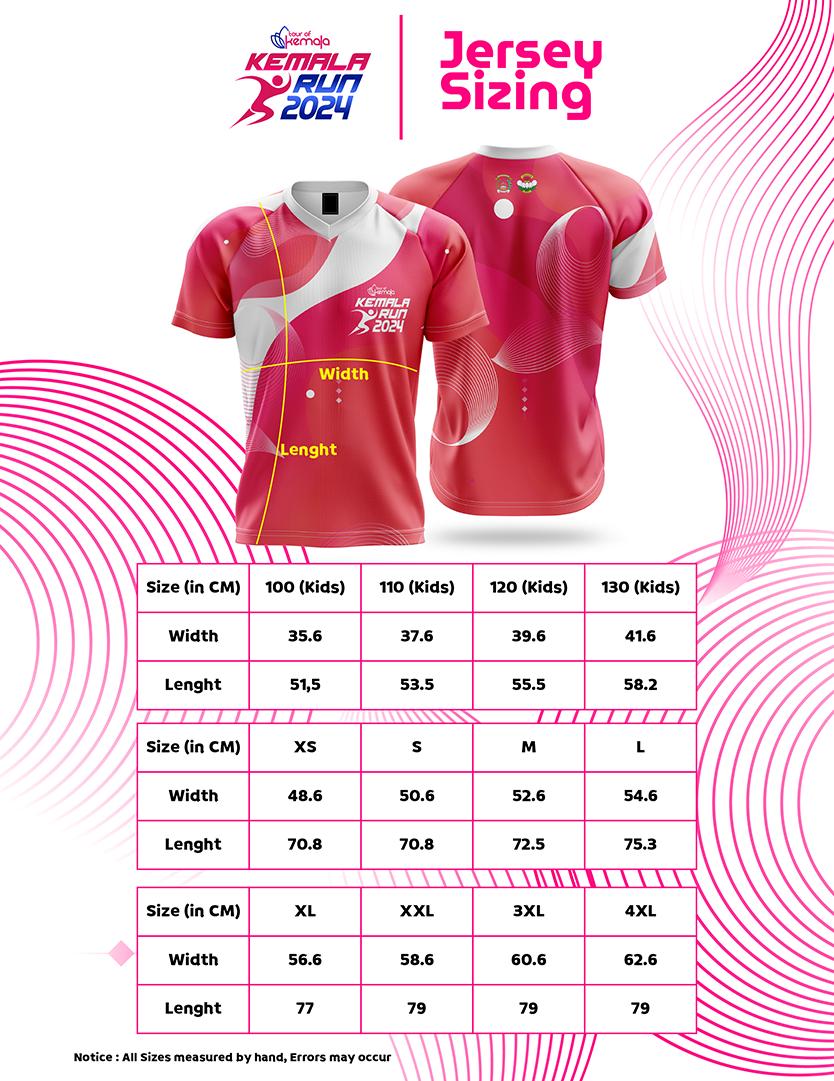 tour of
kemala
KEMALA
RUN
2024
Jersey
Sizing
tour of
kemala
KEMALA
RUN
2024
Width
Lenght
Size (in CM) 100 (Kids) 110 (Kids) 120 (Kids) 130 (Kids)
Width 35.6 37.6 39.6 41.6
Lenght 51,5 53.5 55.5 58.2
Size (in CM) XS S M L
Width 48.6 50.6 52.6 54.6
Lenght 70.8 70.8 72.5 75.3
Size (in CM) XL XXL 3XL 4XL
Width 56.6 58.6 60.6 62.6
Lenght 77 79 79 79
Notice : All Sizes measured by hand, Errors may occur